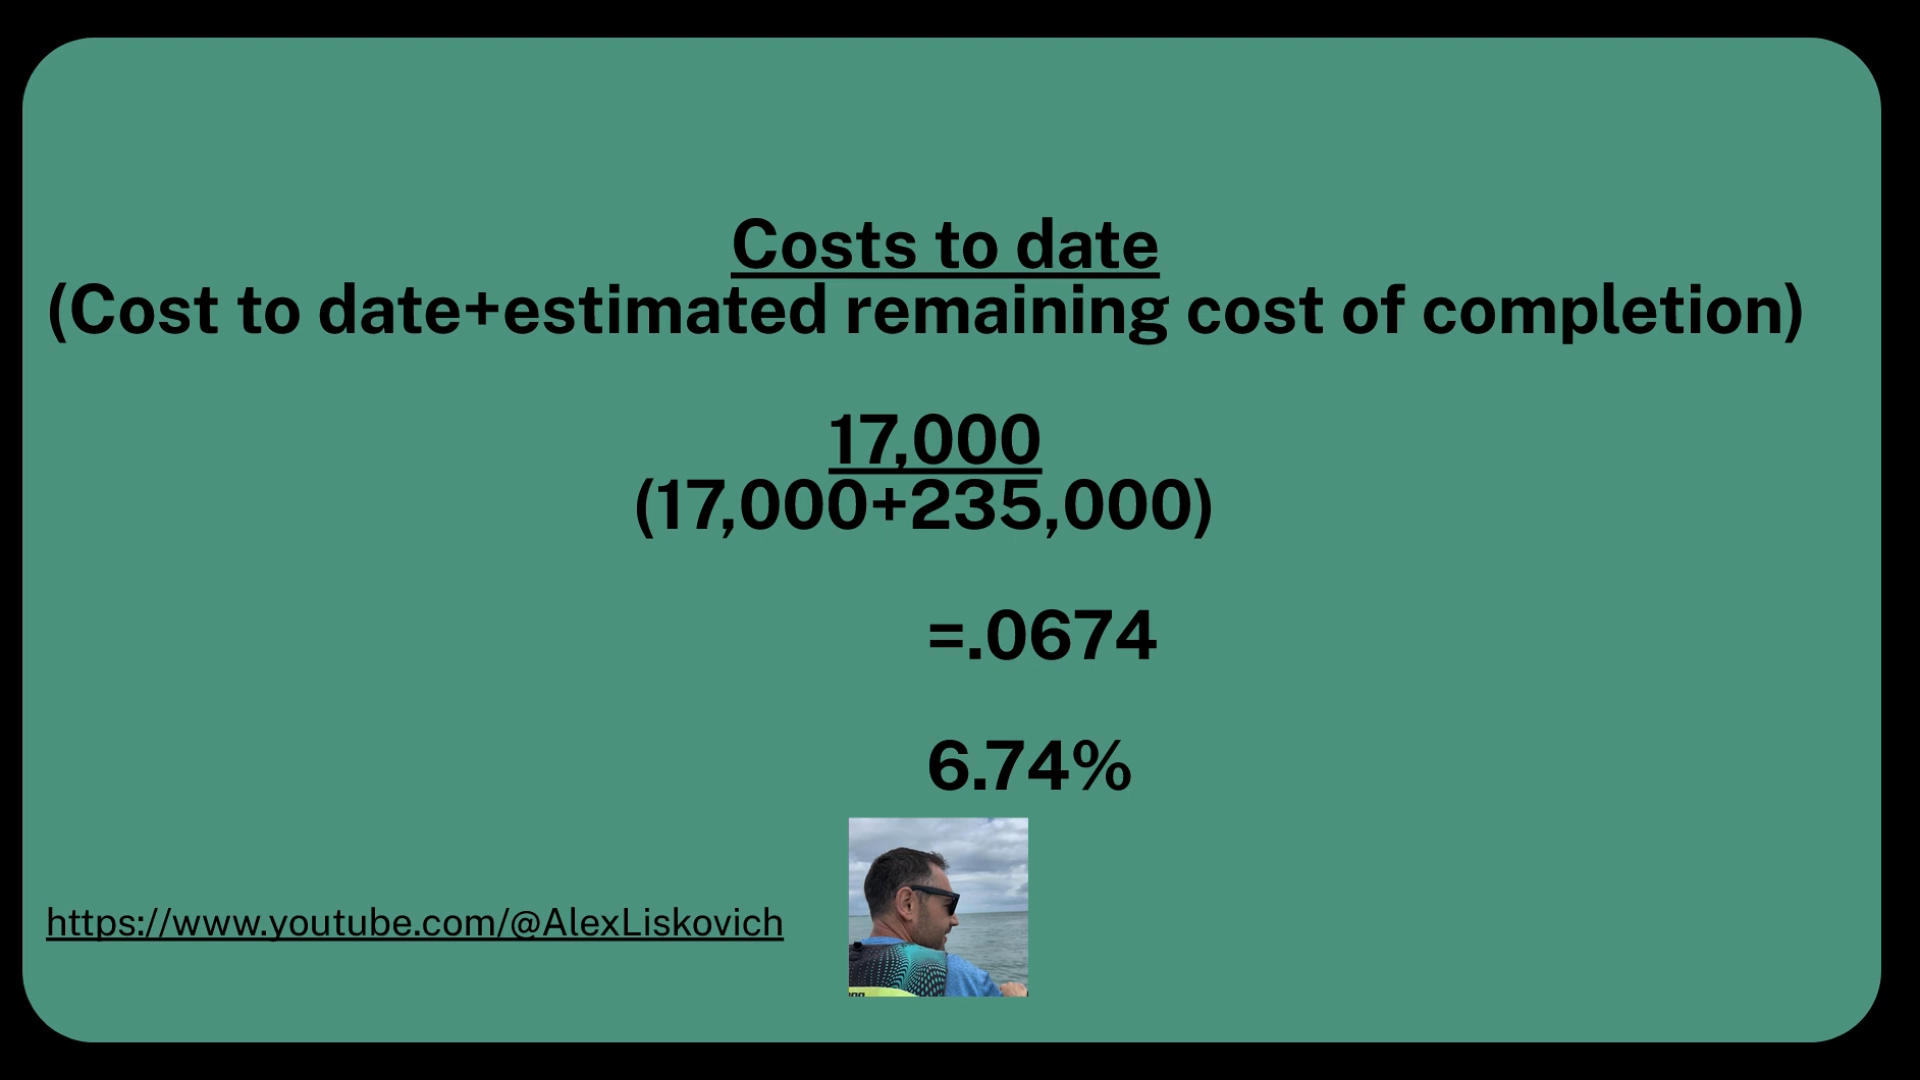 Costs to date
(Cost to date+estimated remaining cost of completion)
17,000
(17,000+235,000)
=.0674
6.74%
https://www.youtube.com/@AlexLiskovich